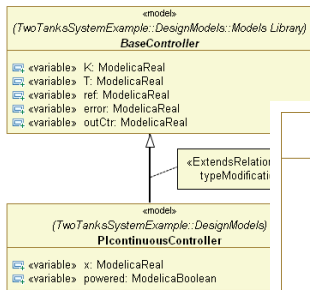 «model»
(TwoTanksSystemExample::DesignModels::Models Library)
BaseController
«variable» K: ModelicaReal
«variable» T: ModelicaReal
«variable» ref: ModelicaReal
«variable» error: ModelicaReal
«variable» outCtr: ModelicaReal
«ExtendsRelation
typeModificati
«model»
(TwoTanksSystemExample::DesignModels)
PIcontinuousController
«variable» x: ModelicaReal
«variable» powered: ModelicaBoolean